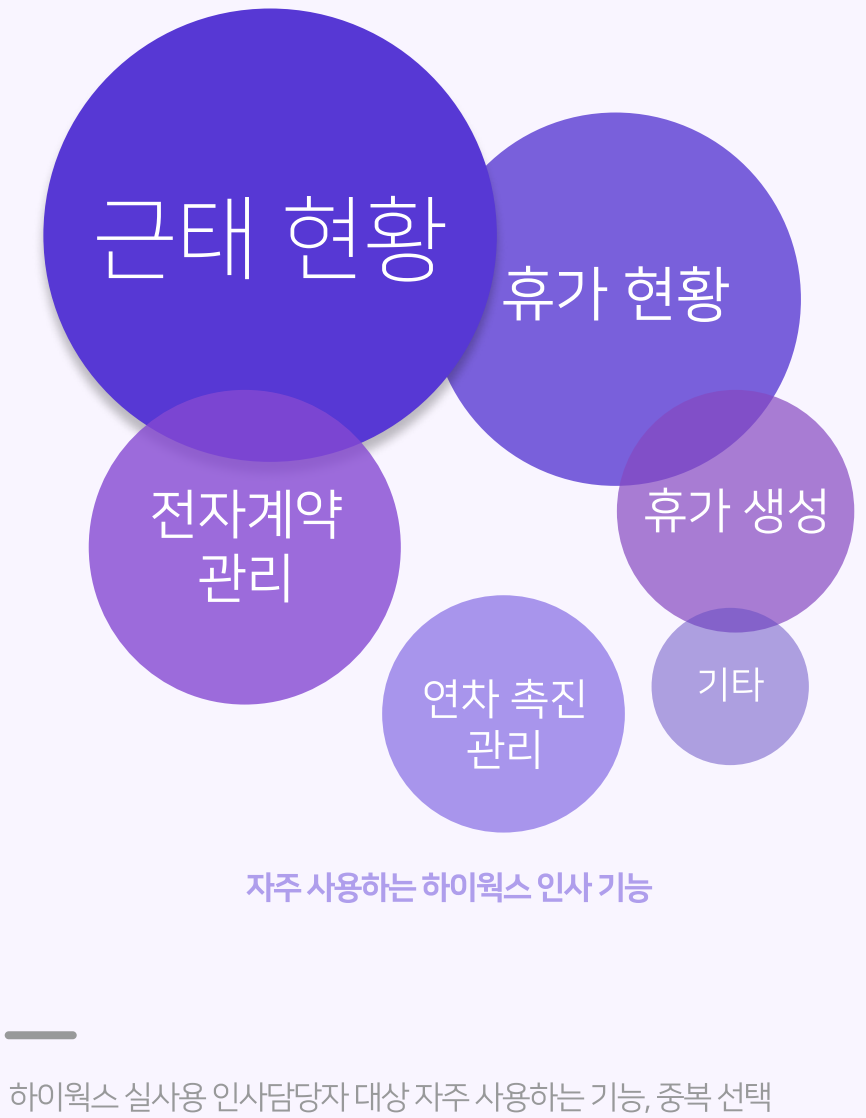 근태 현황
휴가 현황
전자계약
관리
휴가 생성
연차 촉진
관리
기타
자주 사용하는 하이웍스 인사 기능
하이웍스 실사용 인사담당자 대상 자주 사용하는 기능, 중복 선택